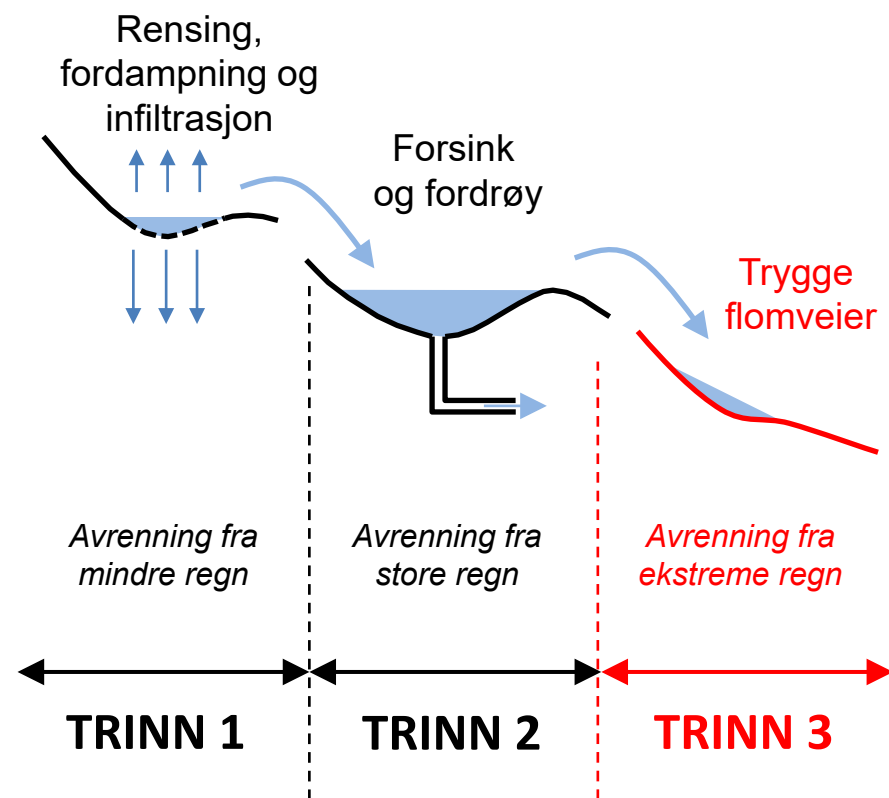 Rensing,
fordampning og
infiltrasjon
Forsink
og fordrøy
Trygge
flomveier
Avrenning fra
mindre regn
Avrenning fra
store regn
Avrenning fra
ekstreme regn
TRINN 1
TRINN 2
TRINN 3